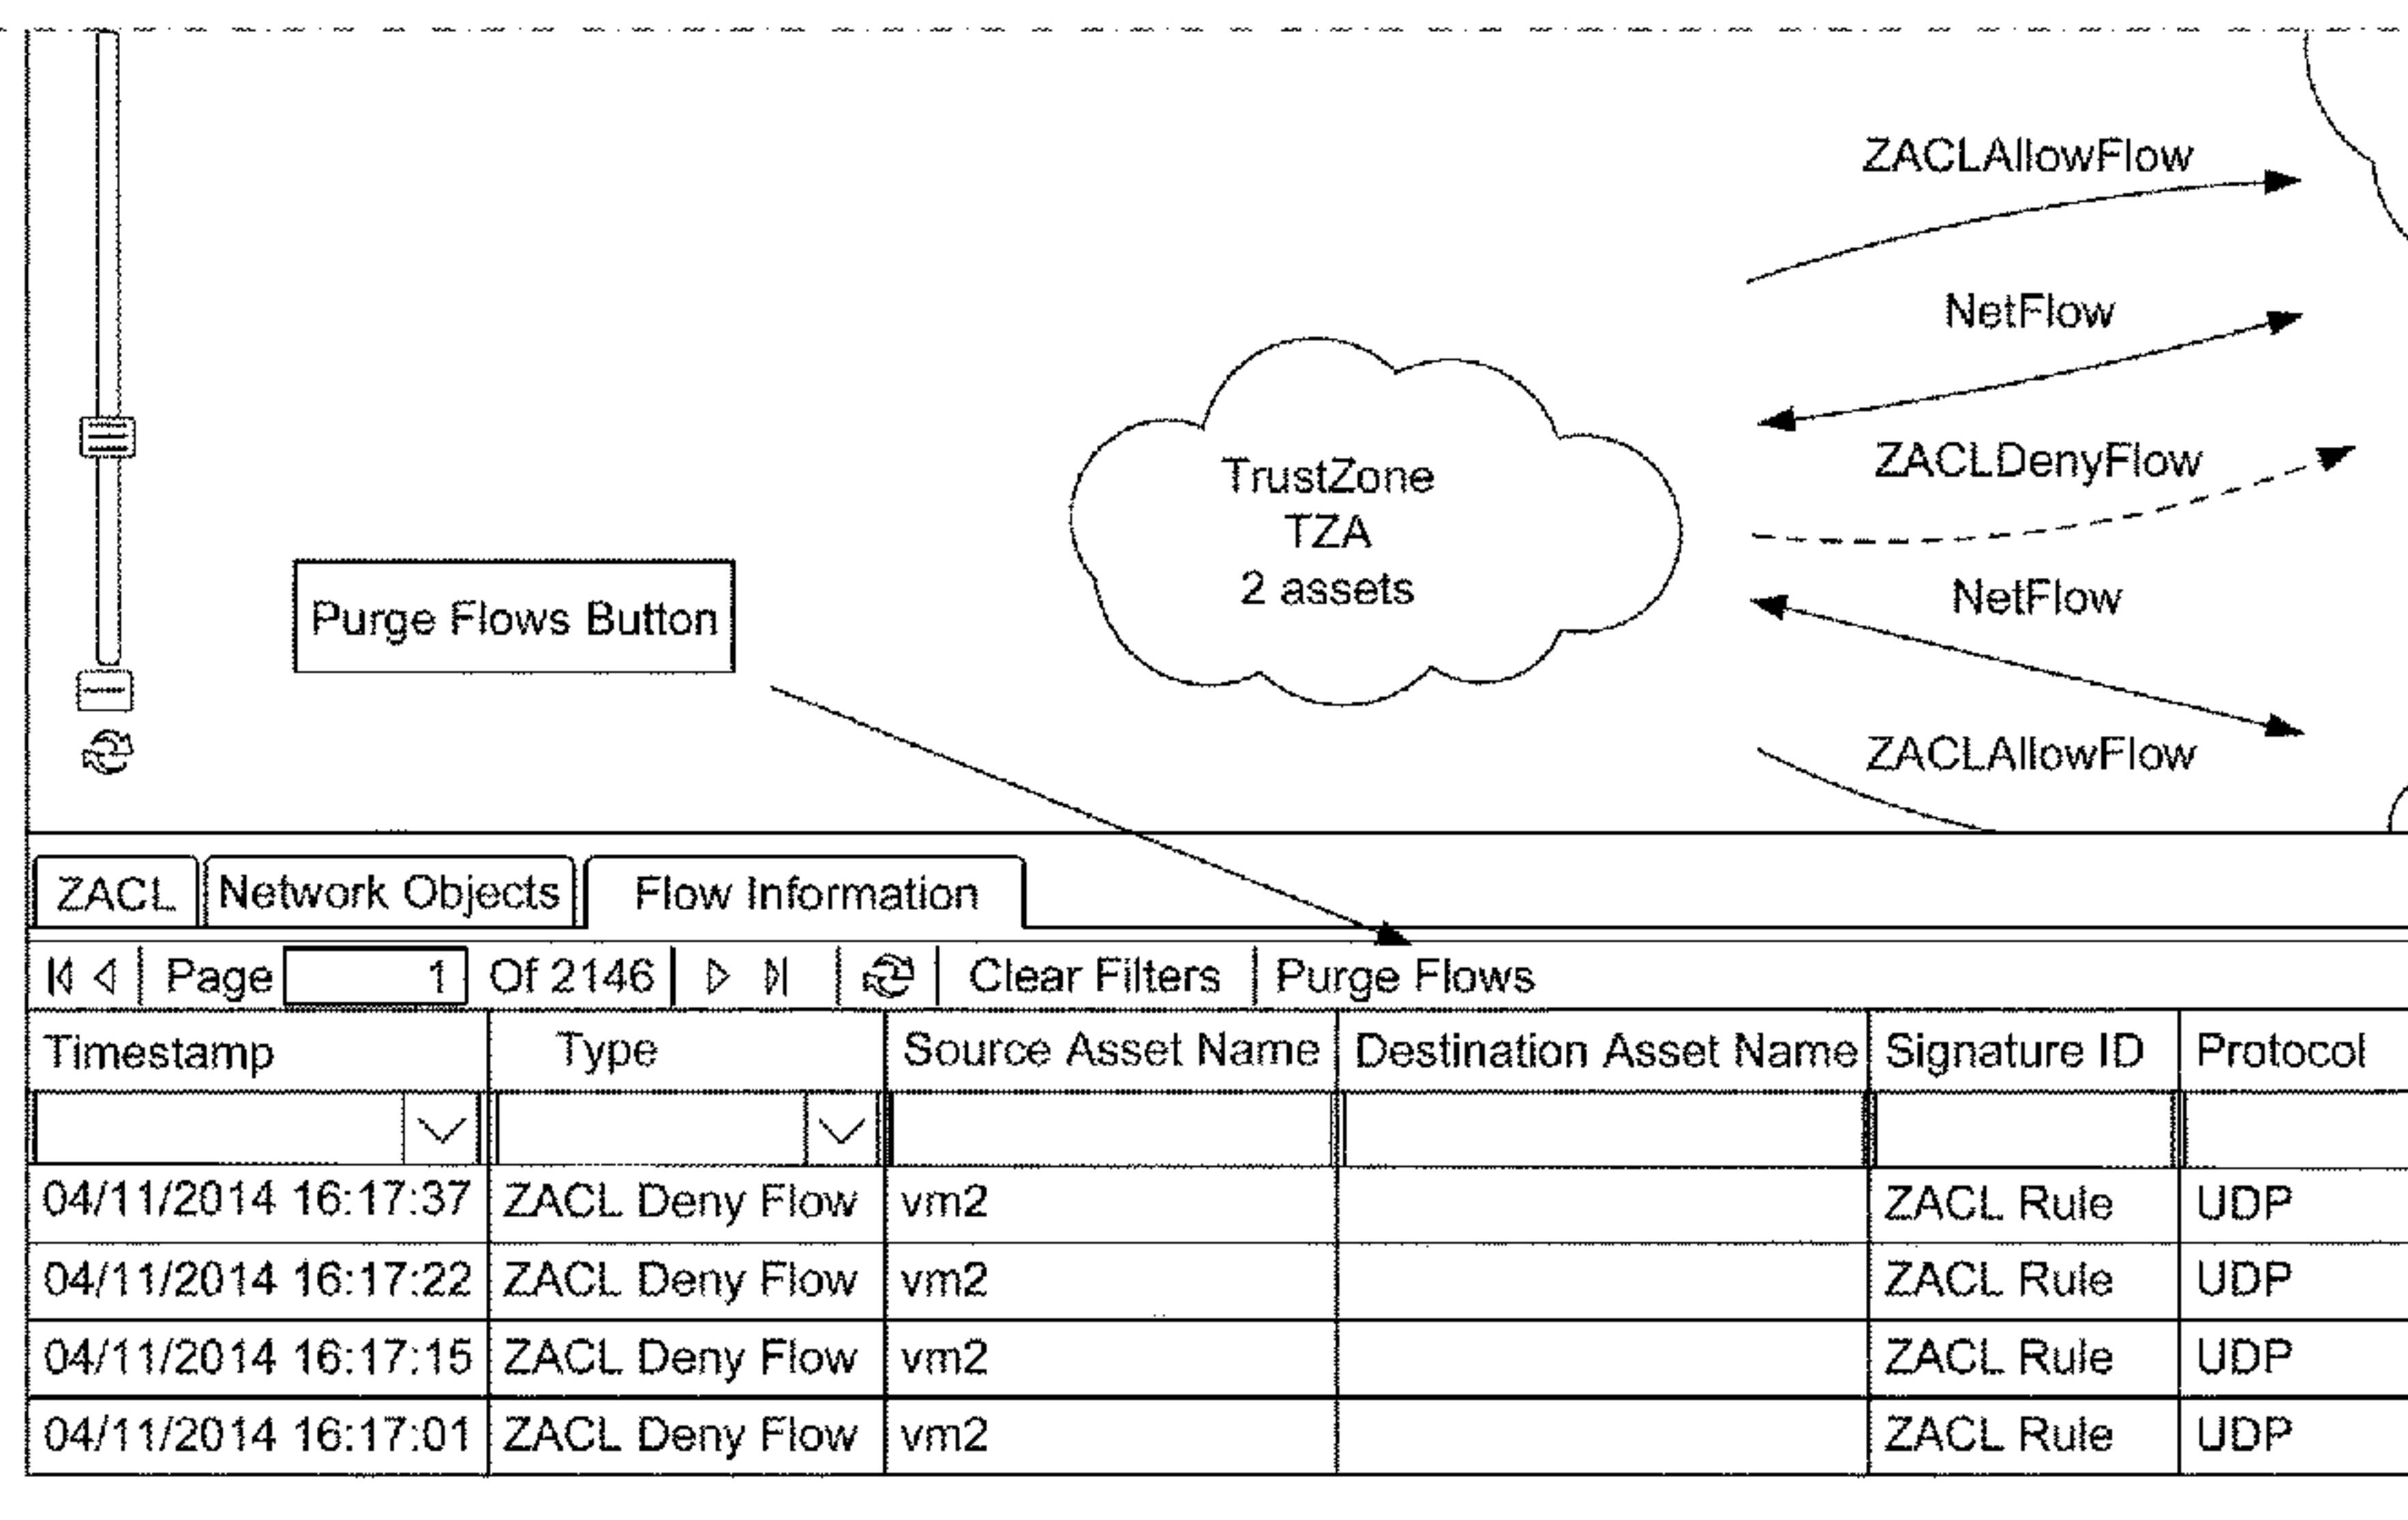 ZACLAllowFlow
NetFlow
ZACLDenyFlow
TrustZone
TZA
2 assets
NetFlow
Purge Flows Button
ZACLAllowFlow
ZACL Network Objects Flow Information
Page 1 Of 2146 Clear Filters Purge Flows
Timestamp Type Source Asset Name Destination Asset Name Signature ID Protocol
04/11/2014 16:17:37 ZACL Deny Flow vm2 ZACL Rule UDP
04/11/2014 16:17:22 ZACL Deny Flow vm2 ZACL Rule UDP
04/11/2014 16:17:15 ZACL Deny Flow vm2 ZACL Rule UDP
04/11/2014 16:17:01 ZACL Deny Flow vm2 ZACL Rule UDP